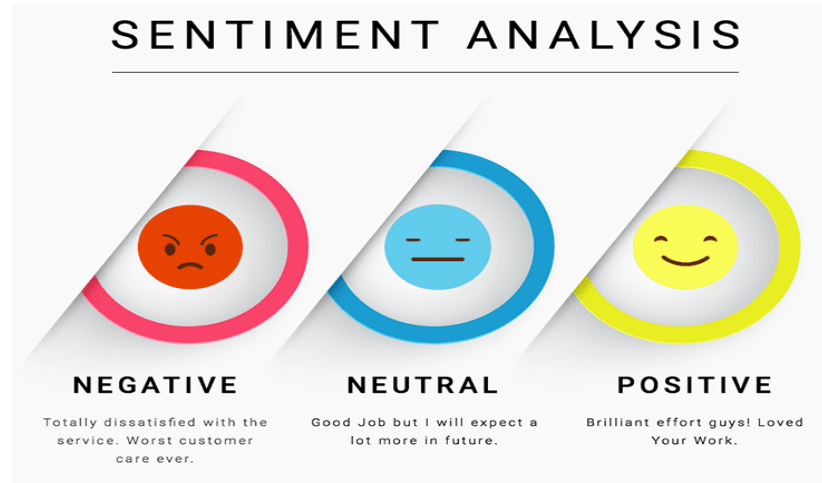 SENTIMENT ANALYSIS
NEGATIVE
Totally dissatisfied with the
service. Worst customer
care ever.
NEUTRAL
Good Job but I will expect a
lot more in future.
POSITIVE
Brilliant effort guys! Loved
Your Work.